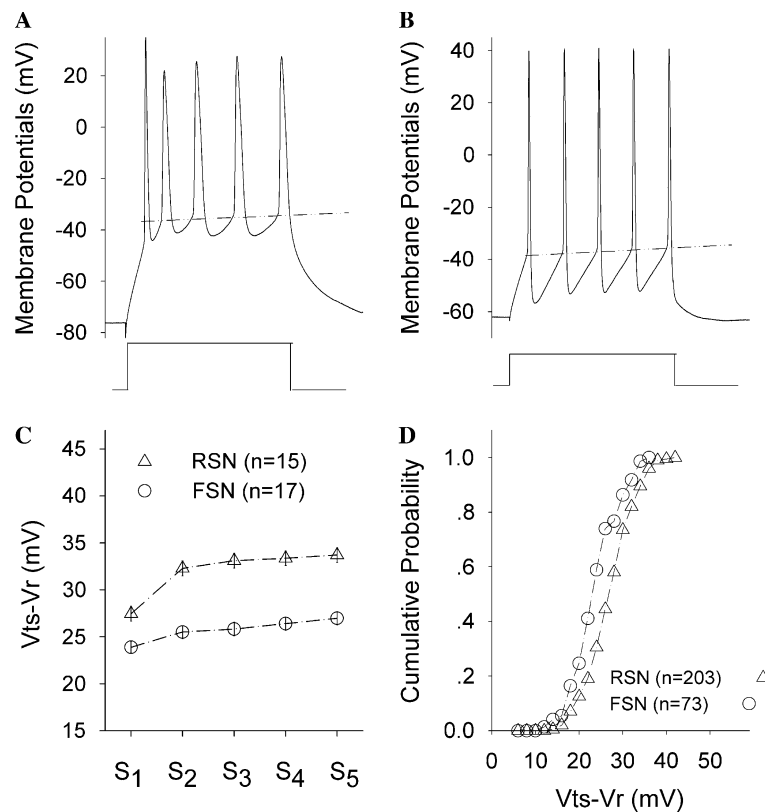 A
Membrane Potentials (mV)
20
0
-20
-40
-60
-80
B
Membrane Potentials (mV)
40
20
0
-20
-40
-60
C
Vts-Vr (mV)
45
40
35
30
25
20
15
RSN (n=15)
FSN (n=17)
S1 S2 S3 S4 S5
D
Cumulative Probability
1.0
.8
.6
.4
.2
0.0
RSN (n=203)
FSN (n=73)
0 10 20 30 40 50
Vts-Vr (mV)